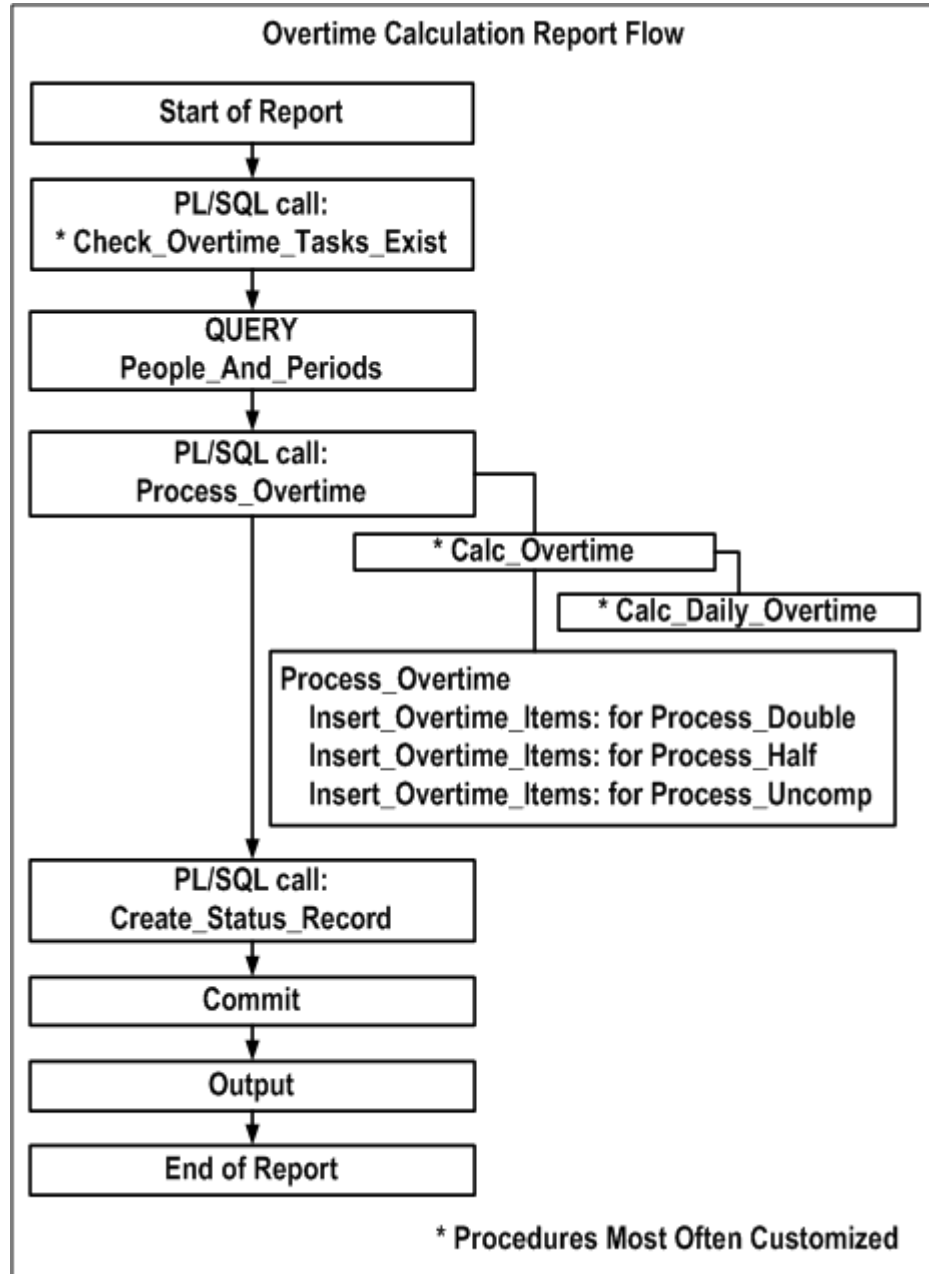 Overtime Calculation Report Flow
Start of Report
PL/SQL call:
* Check_Overtime_Tasks_Exist
QUERY
People_And_Periods
PL/SQL call:
Process_Overtime
* Calc_Overtime
* Calc_Daily_Overtime
Process_Overtime
Insert_Overtime_Items: for Process_Double
Insert_Overtime_Items: for Process_Half
Insert_Overtime_Items: for Process_Uncomp
PL/SQL call:
Create_Status_Record
Commit
Output
End of Report
* Procedures Most Often Customized